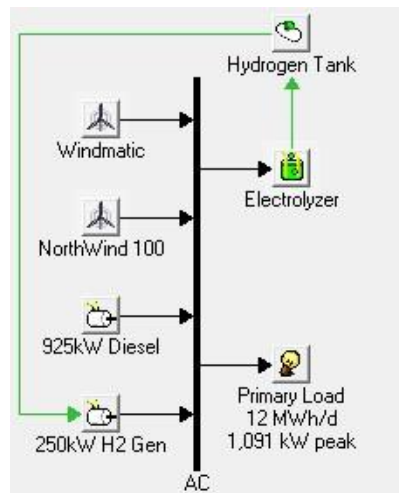 Hydrogen Tank
Windmatic
Electrolyzer
NorthWind 100
925kW Diesel
Primary Load
12 MWh/d
1,091 kW peak
250kW H2 Gen
AC